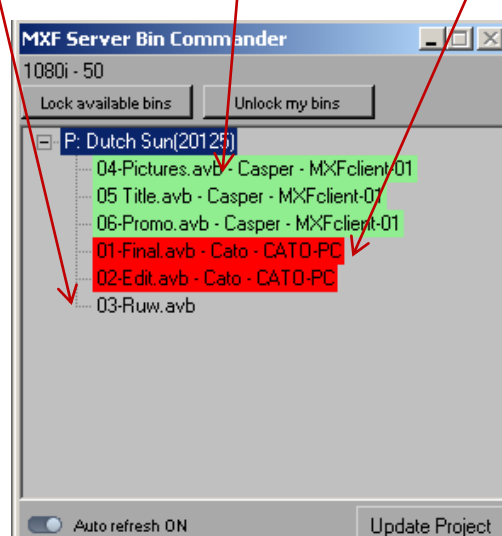 MXF Server Bin Commander
1080i - 50
Lock available bins Unlock my bins
P: Dutch Sun(20125)
04-Pictures.avb - Casper - MXFclient-01
05 Title.avb - Casper - MXFclient-01
06-Promo.avb - Casper - MXFclient-01
01-Final.avb - Cato - CATO-PC
02-Edit.avb - Cato - CATO-PC
03-Ruw.avb
Auto refresh ON Update Project